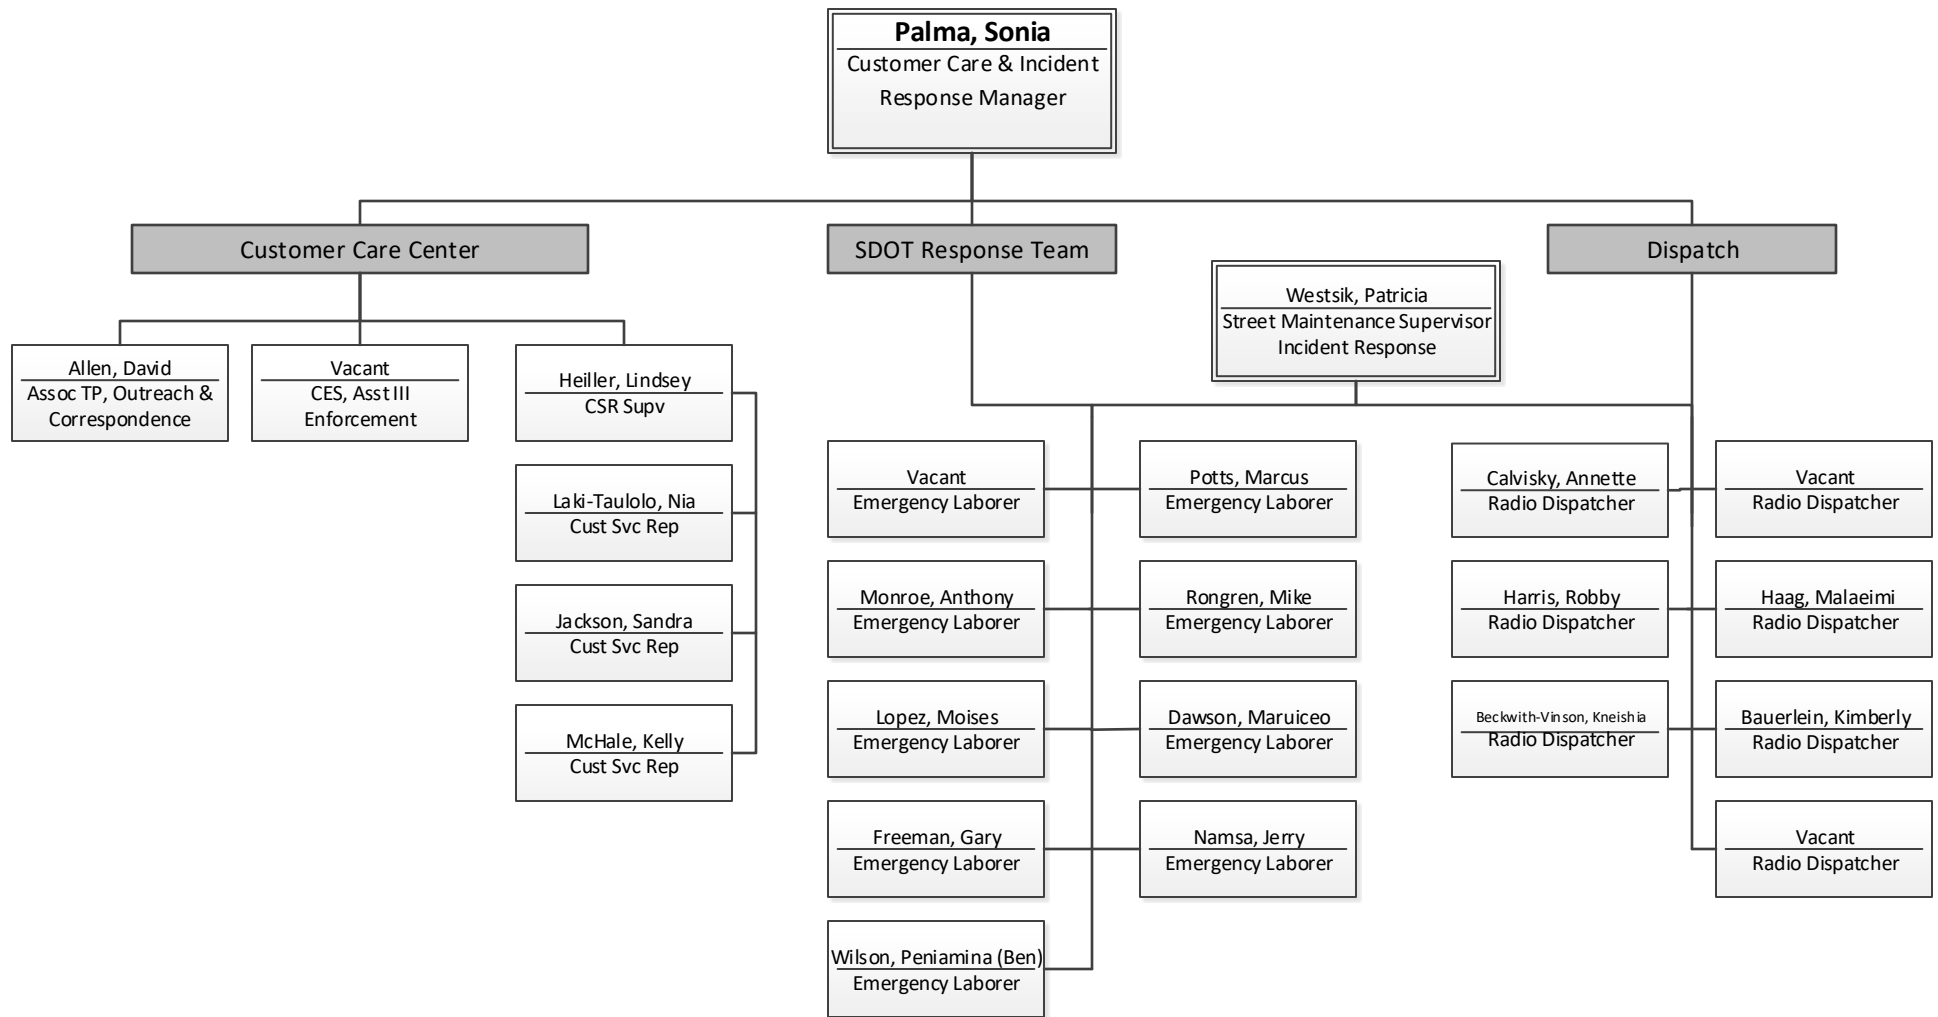 Palma, Sonia
Customer Care & Incident
Response Manager
Customer Care Center
SDOT Response Team
Dispatch
Westsik, Patricia
Street Maintenance Supervisor
Incident Response
Allen, David
Assoc TP, Outreach &
Correspondence
Vacant
CES, Asst III
Enforcement
Heiller, Lindsey
CSR Supv
Laki-Taulolo, Nia
Cust Svc Rep
Jackson, Sandra
Cust Svc Rep
McHale, Kelly
Cust Svc Rep
Vacant
Emergency Laborer
Potts, Marcus
Emergency Laborer
Monroe, Anthony
Emergency Laborer
Rongren, Mike
Emergency Laborer
Lopez, Moises
Emergency Laborer
Dawson, Maruiceo
Emergency Laborer
Freeman, Gary
Emergency Laborer
Namsa, Jerry
Emergency Laborer
Wilson, Peniamina (Ben)
Emergency Laborer
Calvisky, Annette
Radio Dispatcher
Vacant
Radio Dispatcher
Harris, Robby
Radio Dispatcher
Haag, Malaeimi
Radio Dispatcher
Beckwith-Vinson, Kneishia
Radio Dispatcher
Bauerlein, Kimberly
Radio Dispatcher
Vacant
Radio Dispatcher